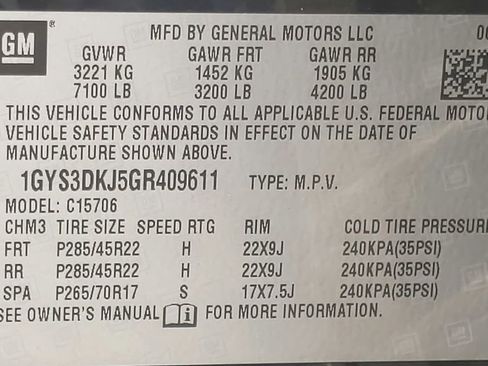 GM
MFD BY GENERAL MOTORS LLC
GVWR GAWR FRT GAWR RR
3221 KG 1452 KG 1905 KG
7100 LB 3200 LB 4200 LB
THIS VEHICLE CONFORMS TO ALL APPLICABLE U.S. FEDERAL MOTO
VEHICLE SAFETY STANDARDS IN EFFECT ON THE DATE OF
MANUFACTURE SHOWN ABOVE.
1GYS3DKJ5GR409611 TYPE: M.P.V.
MODEL: C15706
CHM3 TIRE SIZE SPEED RTG RIM COLD TIRE PRESSURE
FRT P285/45R22 H 22X9J 240KPA(35PSI)
RR P285/45R22 H 22X9J 240KPA(35PSI)
SPA P265/70R17 S 17X7.5J 240KPA(35PSI)
SEE OWNER'S MANUAL i FOR MORE INFORMATION.